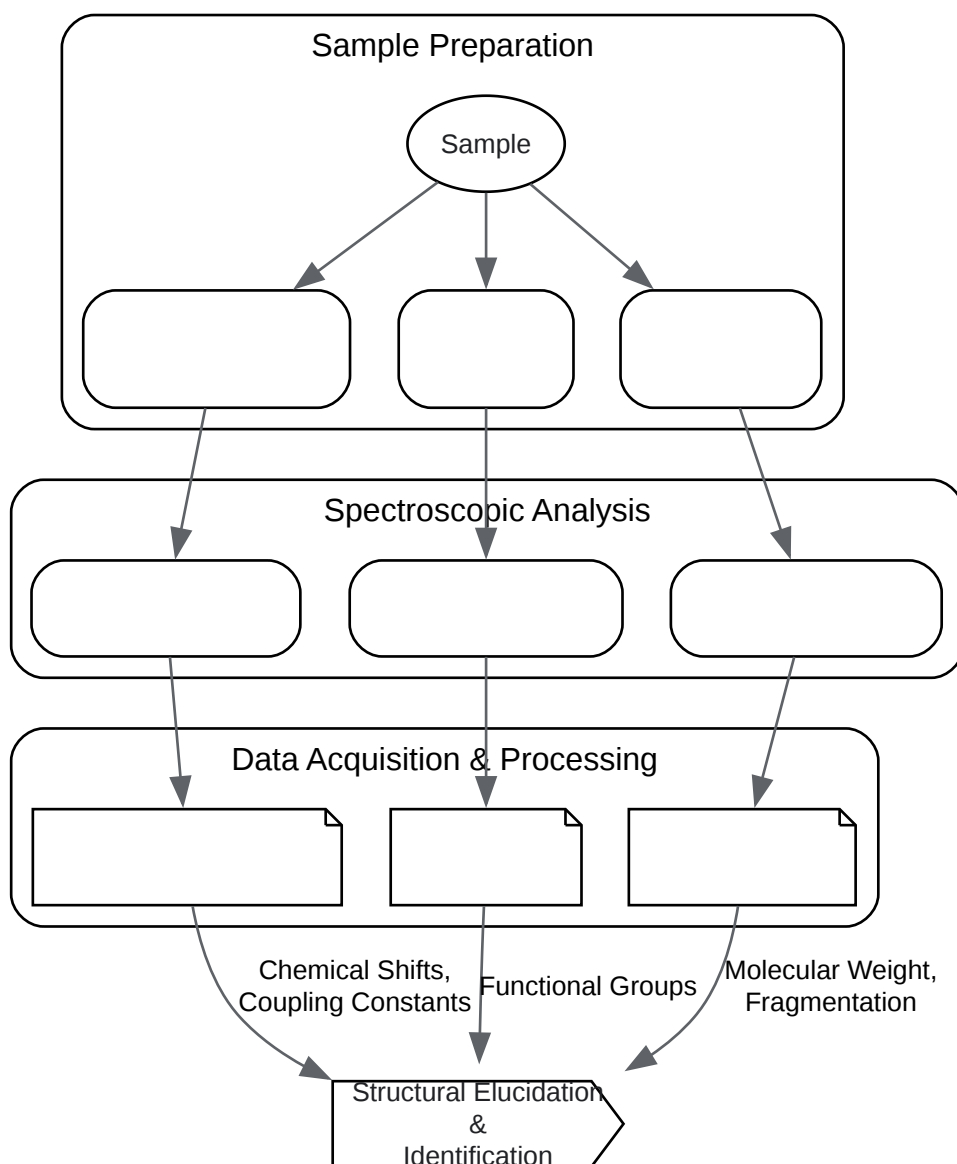 Sample Preparation
Sample
Spectroscopic Analysis
Data Acquisition & Processing
Chemical Shifts,
Coupling Constants
Functional Groups
Molecular Weight,
Fragmentation
Structural Elucidation
&
Identification